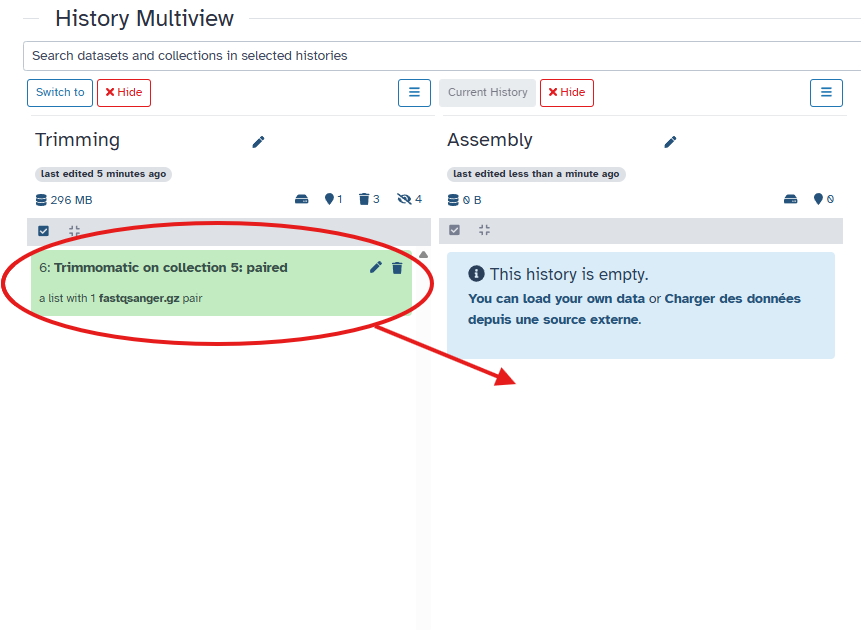 History Multiview
Search datasets and collections in selected histories
Switch to
Hide
Current History
Hide
Trimming
Assembly
last edited 5 minutes ago
last edited less than a minute ago
296 MB
1
3
4
0 B
0
6: Trimmomatic on collection 5: paired
a list with 1 fastqsanger.gz pair
This history is empty.
You can load your own data or Charger des données
depuis une source externe.